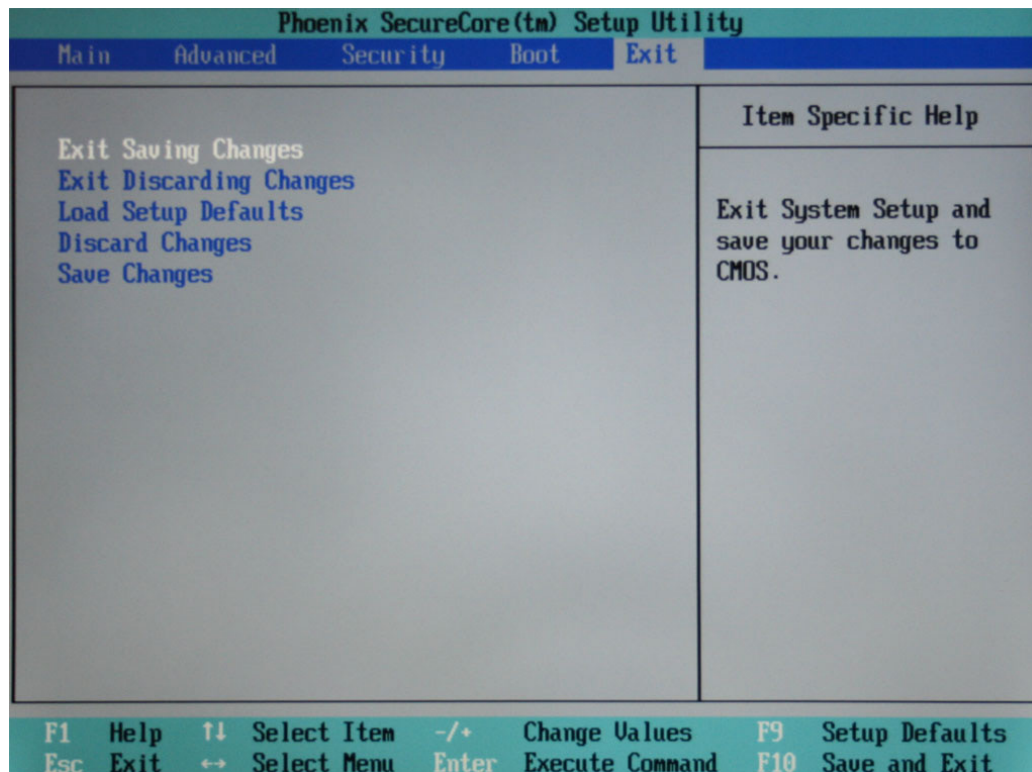 Phoenix SecureCore(tm) Setup Utility
Main Advanced Security Boot Exit
Item Specific Help
Exit Saving Changes
Exit Discarding Changes
Load Setup Defaults
Discard Changes
Save Changes
Exit System Setup and
save your changes to
CMOS.
F1 Help ↑↓ Select Item -/+ Change Values F9 Setup Defaults
Esc Exit ↔ Select Menu Enter Execute Command F10 Save and Exit